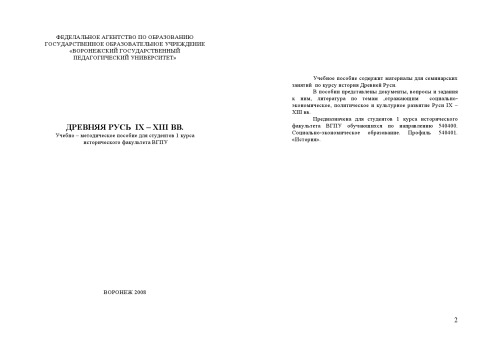 ФЕДЕЛАЛЬНОЕ АГЕНТСТВО ПО ОБРАЗОВАНИЮ
ГОСУДАРСТВЕННОЕ ОБРАЗОВАТЕЛЬНОЕ УЧРЕЖДЕНИЕ
«ВОРОНЕЖСКИЙ ГОСУДАРСТВЕННЫЙ
ПЕДАГОГИЧЕСКИЙ УНИВЕРСИТЕТ»
ДРЕВНЯЯ РУСЬ IX – XIII ВВ.
Учебно – методическое пособие для студентов 1 курса
исторического факультета ВГПУ
ВОРОНЕЖ 2008
Учебное пособие содержит материалы для семинарских
занятий по курсу история Древней Руси.
В пособии представлены документы, вопросы и задания
к ним, литература по темам ,отражающим социально-
экономическое, политическое и культурное развитие Руси IX –
XIII вв.
Предназначена для студентов 1 курса исторического
факультета ВГПУ обучающихся по направлению 540400.
Социально-экономическое образование. Профиль 540401.
«История».
2